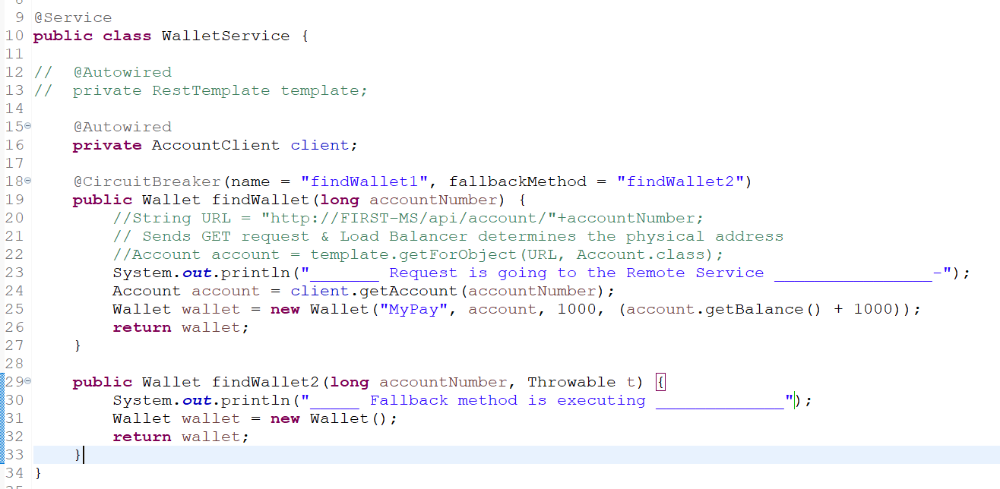 9 @Service
10 public class WalletService {
11
12 //  @Autowired
13 //  private RestTemplate template;
14
15     @Autowired
16     private AccountClient client;
17
18     @CircuitBreaker(name = "findWallet1", fallbackMethod = "findWallet2")
19     public Wallet findWallet(long accountNumber) {
20         //String URL = "http://FIRST-MS/api/account/"+accountNumber;
21         // Sends GET request & Load Balancer determines the physical address
22         //Account account = template.getForObject(URL, Account.class);
23         System.out.println("_______ Request is going to the Remote Service ________________-");
24         Account account = client.getAccount(accountNumber);
25         Wallet wallet = new Wallet("MyPay", account, 1000, (account.getBalance() + 1000));
26         return wallet;
27     }
28
29     public Wallet findWallet2(long accountNumber, Throwable t) {
30         System.out.println("_____ Fallback method is executing _____________");
31         Wallet wallet = new Wallet();
32         return wallet;
33     }
34 }